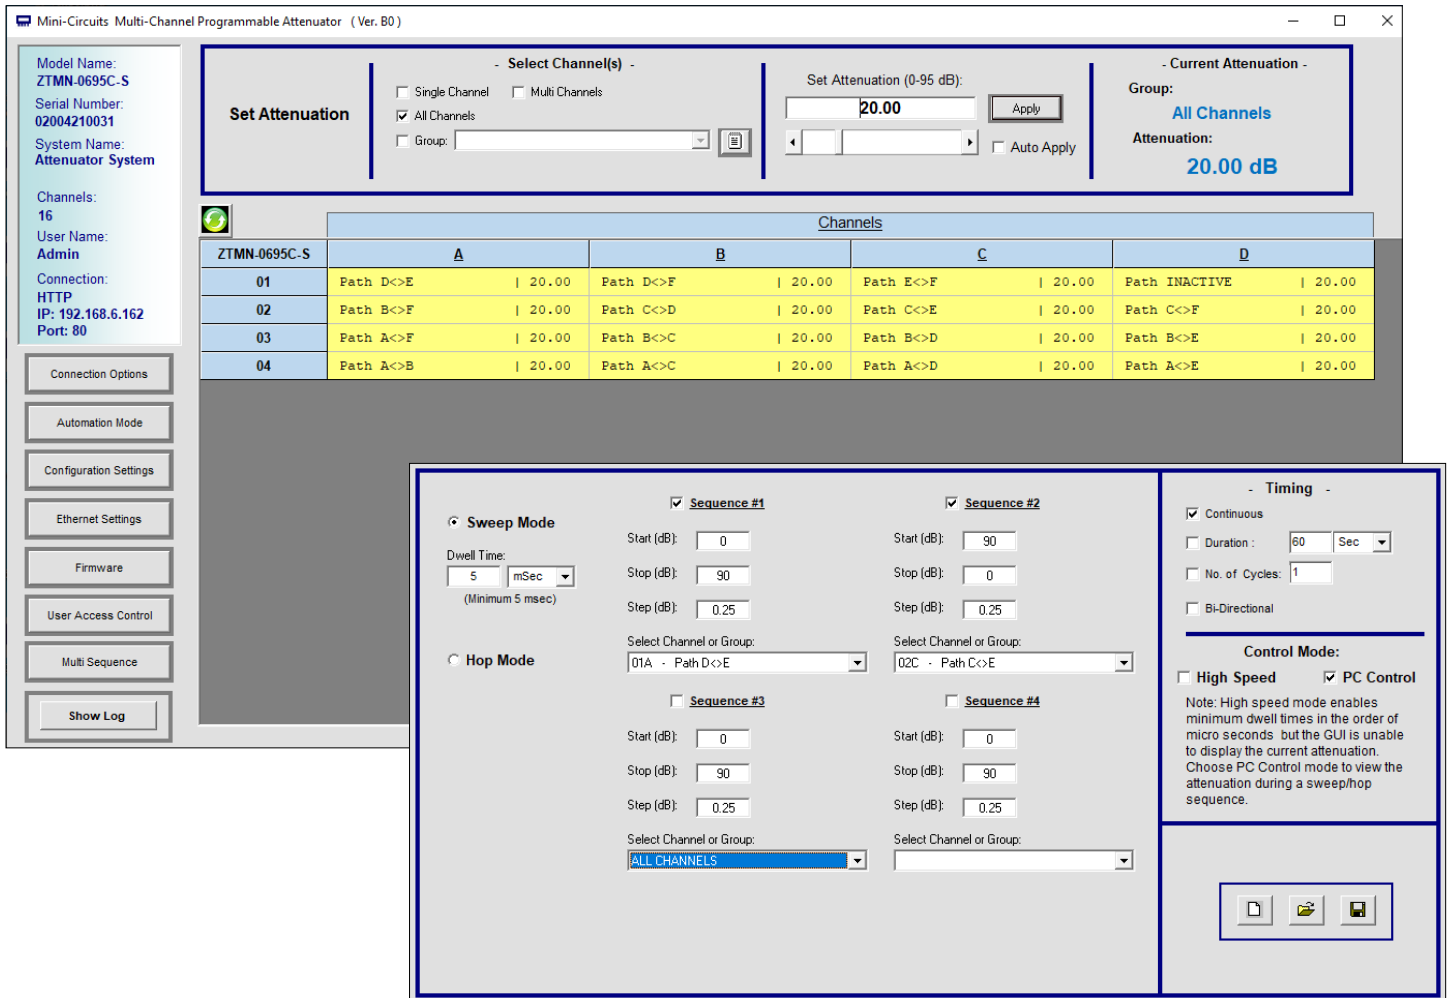 Mini-Circuits Multi-Channel Programmable Attenuator ( Ver. B0 )
Model Name:
ZTMN-0695C-S
Serial Number:
02004210031
System Name:
Attenuator System
Channels:
16
User Name:
Admin
Connection:
HTTP
IP: 192.168.6.162
Port: 80
Connection Options
Automation Mode
Configuration Settings
Ethernet Settings
Firmware
User Access Control
Multi Sequence
Show Log
Set Attenuation
- Select Channel(s) -
Single Channel Multi Channels
All Channels
Group:
Set Attenuation (0-95 dB):
20.00 Apply
Auto Apply
- Current Attenuation -
Group:
All Channels
Attenuation:
20.00 dB
Channels
ZTMN-0695C-S A B C D
01 Path D<>E | 20.00 Path D<>F | 20.00 Path E<>F | 20.00 Path INACTIVE | 20.00
02 Path B<>F | 20.00 Path C<>D | 20.00 Path C<>E | 20.00 Path C<>F | 20.00
03 Path A<>F | 20.00 Path B<>C | 20.00 Path B<>D | 20.00 Path B<>E | 20.00
04 Path A<>B | 20.00 Path A<>C | 20.00 Path A<>D | 20.00 Path A<>E | 20.00
Sweep Mode
Dwell Time:
5 mSec
(Minimum 5 msec)
Hop Mode
Sequence #1
Start (dB): 0
Stop (dB): 90
Step (dB): 0.25
Select Channel or Group:
01A - Path D<>E
Sequence #2
Start (dB): 90
Stop (dB): 0
Step (dB): 0.25
Select Channel or Group:
02C - Path C<>E
Sequence #3
Start (dB): 0
Stop (dB): 90
Step (dB): 0.25
Select Channel or Group:
ALL CHANNELS
Sequence #4
Start (dB): 0
Stop (dB): 90
Step (dB): 0.25
Select Channel or Group:
- Timing -
Continuous
Duration : 60 Sec
No. of Cycles: 1
Bi-Directional
Control Mode:
High Speed PC Control
Note: High speed mode enables
minimum dwell times in the order of
micro seconds but the GUI is unable
to display the current attenuation.
Choose PC Control mode to view the
attenuation during a sweep/hop
sequence.